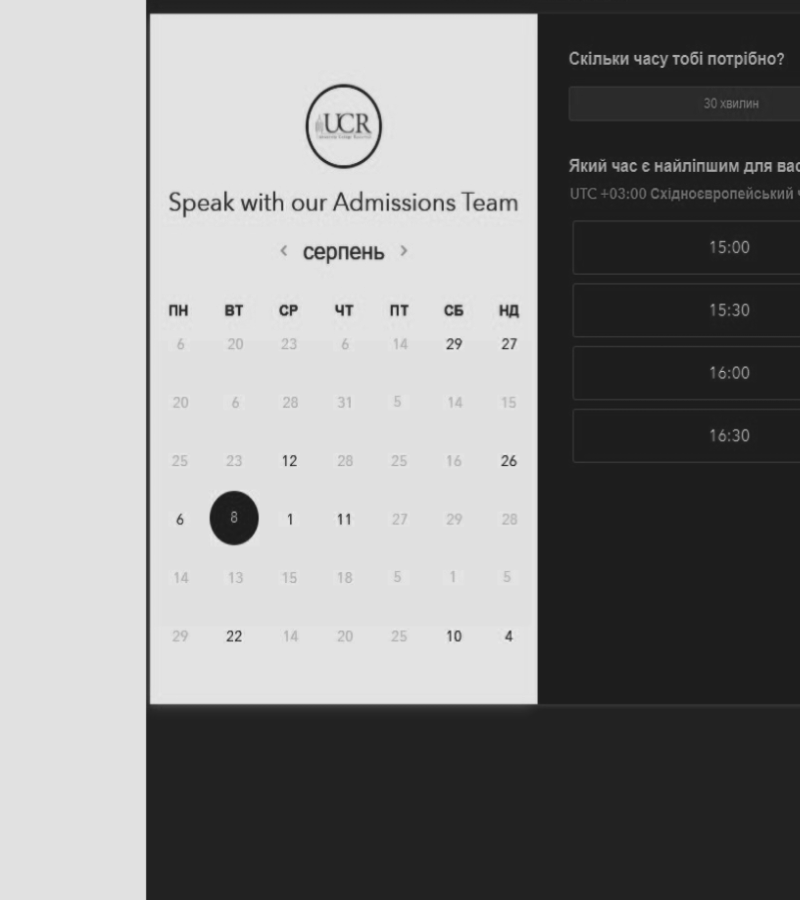 UCR
Speak with our Admissions Team
‹ серпень ›
ПН ВТ СР ЧТ ПТ СБ НД
6 20 23 6 14 29 27
20 6 28 31 5 14 15
25 23 12 28 25 16 26
6 8 1 11 27 29 28
14 13 15 18 5 1 5
29 22 14 20 25 10 4
Скільки часу тобі потрібно?
30 хвилин
Який час є найліпшим для вас
UTC +03:00 Східноєвропейський ч
15:00
15:30
16:00
16:30